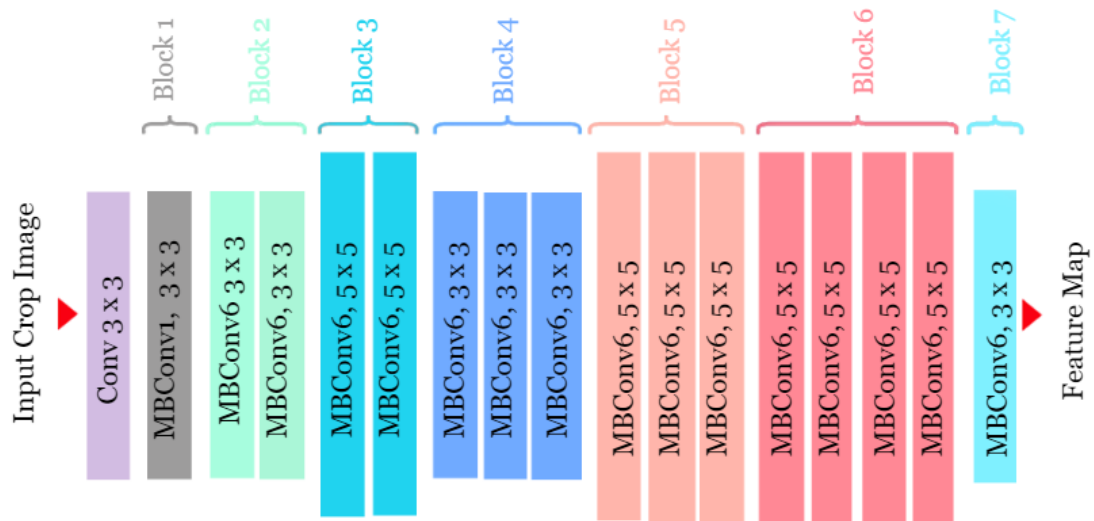 Block 1
Block 2
Block 3
Block 4
Block 5
Block 6
Block 7
Input Crop Image
Conv 3 x 3
MBConv1, 3 x 3
MBConv6 3 x 3
MBConv6, 3 x 3
MBConv6, 5 x 5
MBConv6, 5 x 5
MBConv6, 3 x 3
MBConv6, 3 x 3
MBConv6, 3 x 3
MBConv6, 5 x 5
MBConv6, 5 x 5
MBConv6, 5 x 5
MBConv6, 5 x 5
MBConv6, 5 x 5
MBConv6, 5 x 5
MBConv6, 5 x 5
MBConv6, 3 x 3
Feature Map